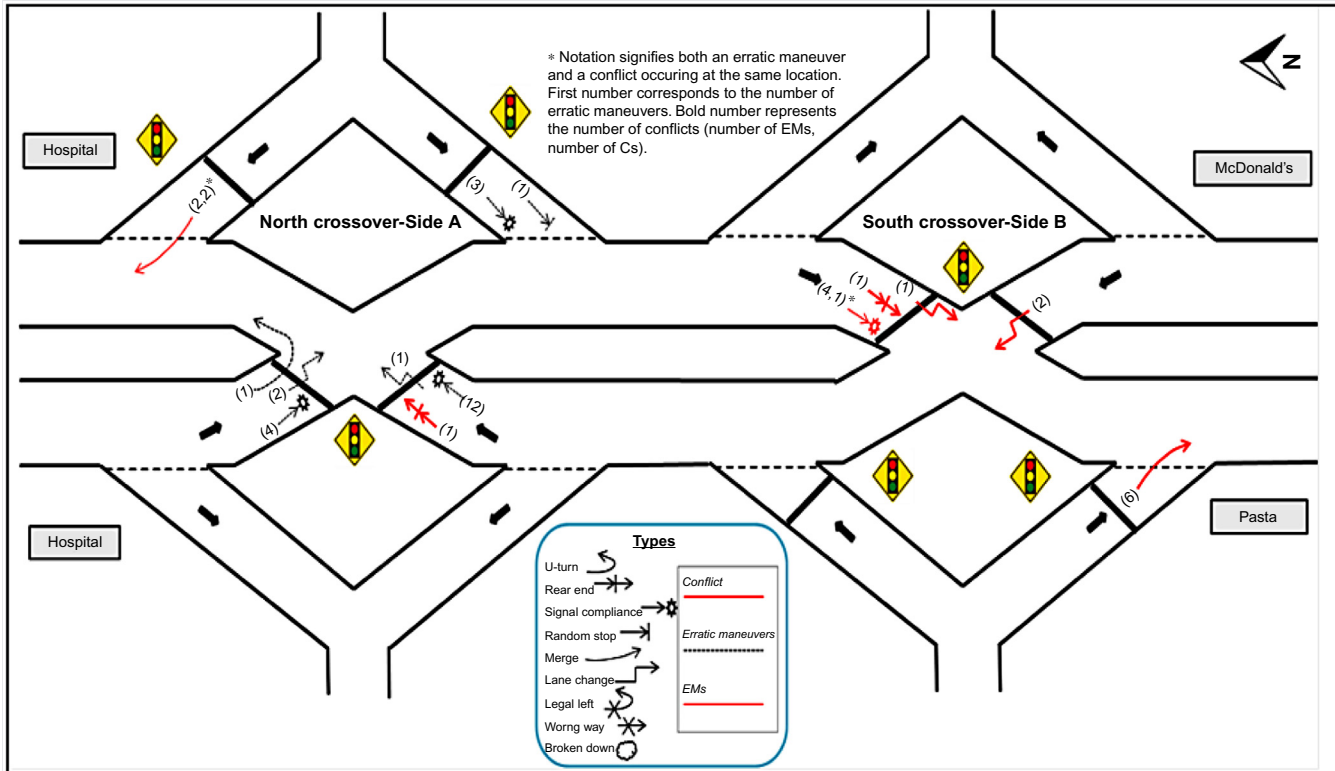 * Notation signifies both an erratic maneuver
and a conflict occuring at the same location.
First number corresponds to the number of
erratic maneuvers. Bold number represents
the number of conflicts (number of EMs,
number of Cs).
N
Hospital
McDonald's
(2,2)*
(3)
(1)
North crossover-Side A
South crossover-Side B
(1)
(1)
(4,1)*
(2)
(1)
(2)
(4)
(1)
(12)
(1)
(6)
Hospital
Pasta
Types
U-turn
Rear end
Signal compliance
Random stop
Merge
Lane change
Legal left
Worng way
Broken down
Conflict
Erratic maneuvers
EMs